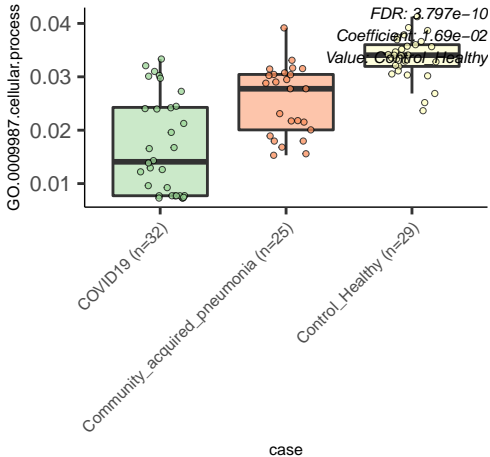 FDR: 3.797e−10
Coefficient: 1.69e−02
Value: Control_Healthy
GO.0009987.cellular.process
0.04
0.03
0.02
0.01
COVID19 (n=32)
Community_acquired_pneumonia (n=25)
Control_Healthy (n=29)
case